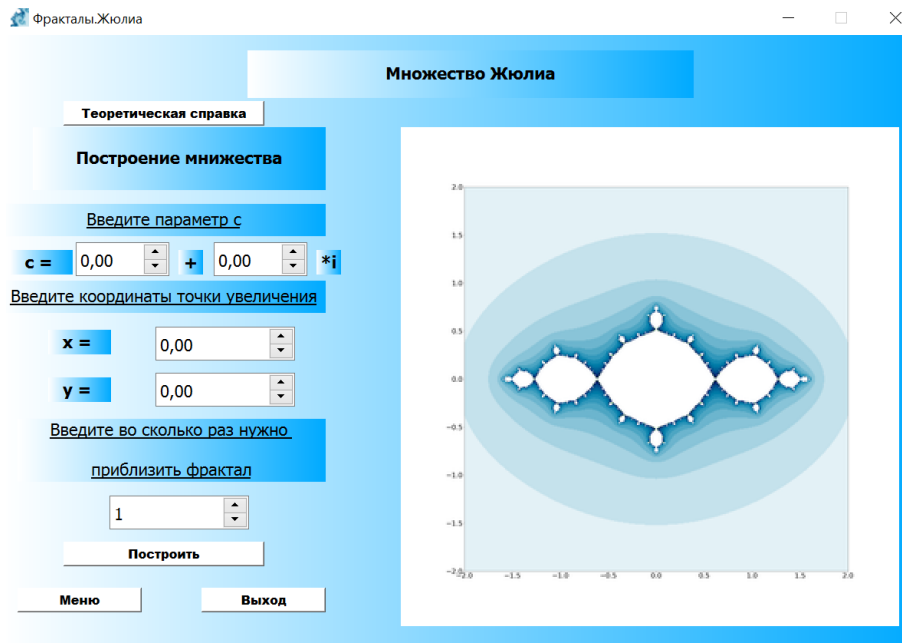 Фракталы.Жюлиа
Множество Жюлиа
Теоретическая справка
Построение мнижества
Введите параметр с
c = 0,00 + 0,00 *i
Введите координаты точки увеличения
x = 0,00
y = 0,00
Введите во сколько раз нужно
приблизить фрактал
1
Построить
Меню Выход
2.0
1.5
1.0
0.5
0.0
−0.5
−1.0
−1.5
−2.0
−2.0 −1.5 −1.0 −0.5 0.0 0.5 1.0 1.5 2.0